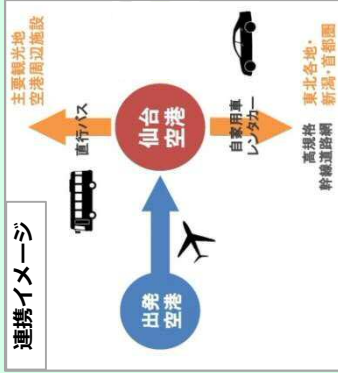 連携イメージ
出発
空港
仙台
空港
直行バス
主要観光地
空港周辺施設
自家用車
レンタカー
高規格
幹線道路網
東北各地・
新潟・首都圏